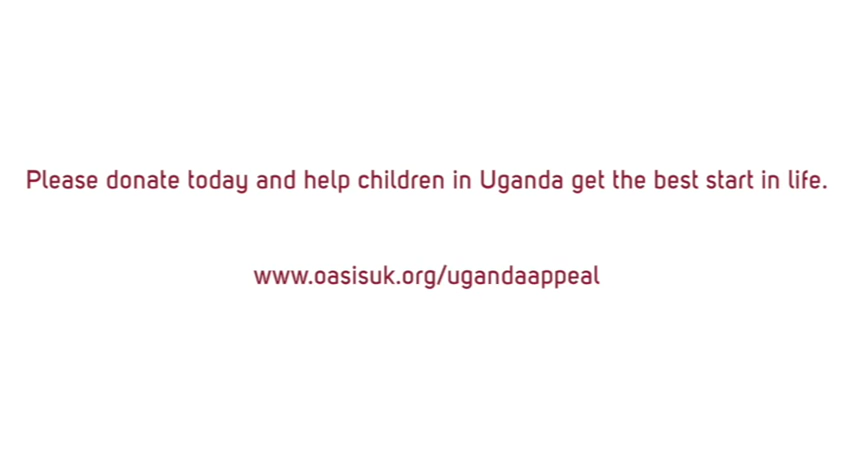 Please donate today and help children in Uganda get the best start in life.
www.oasisuk.org/ugandaappeal